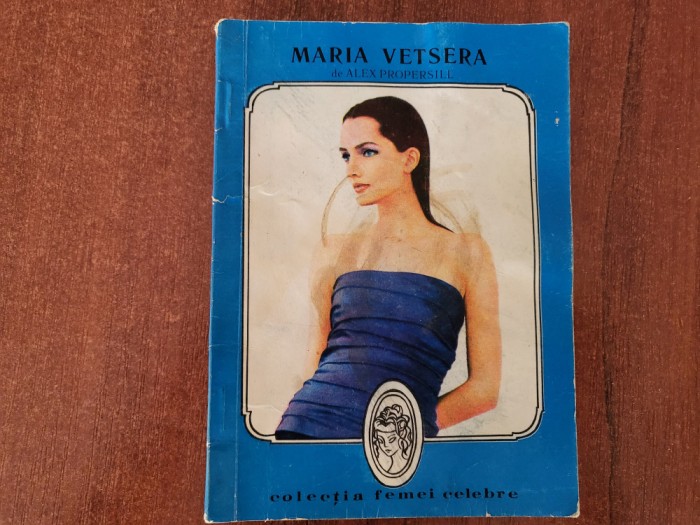 MARIA VETSERA
de ALEX PROPERSILL
colecția femei celebre